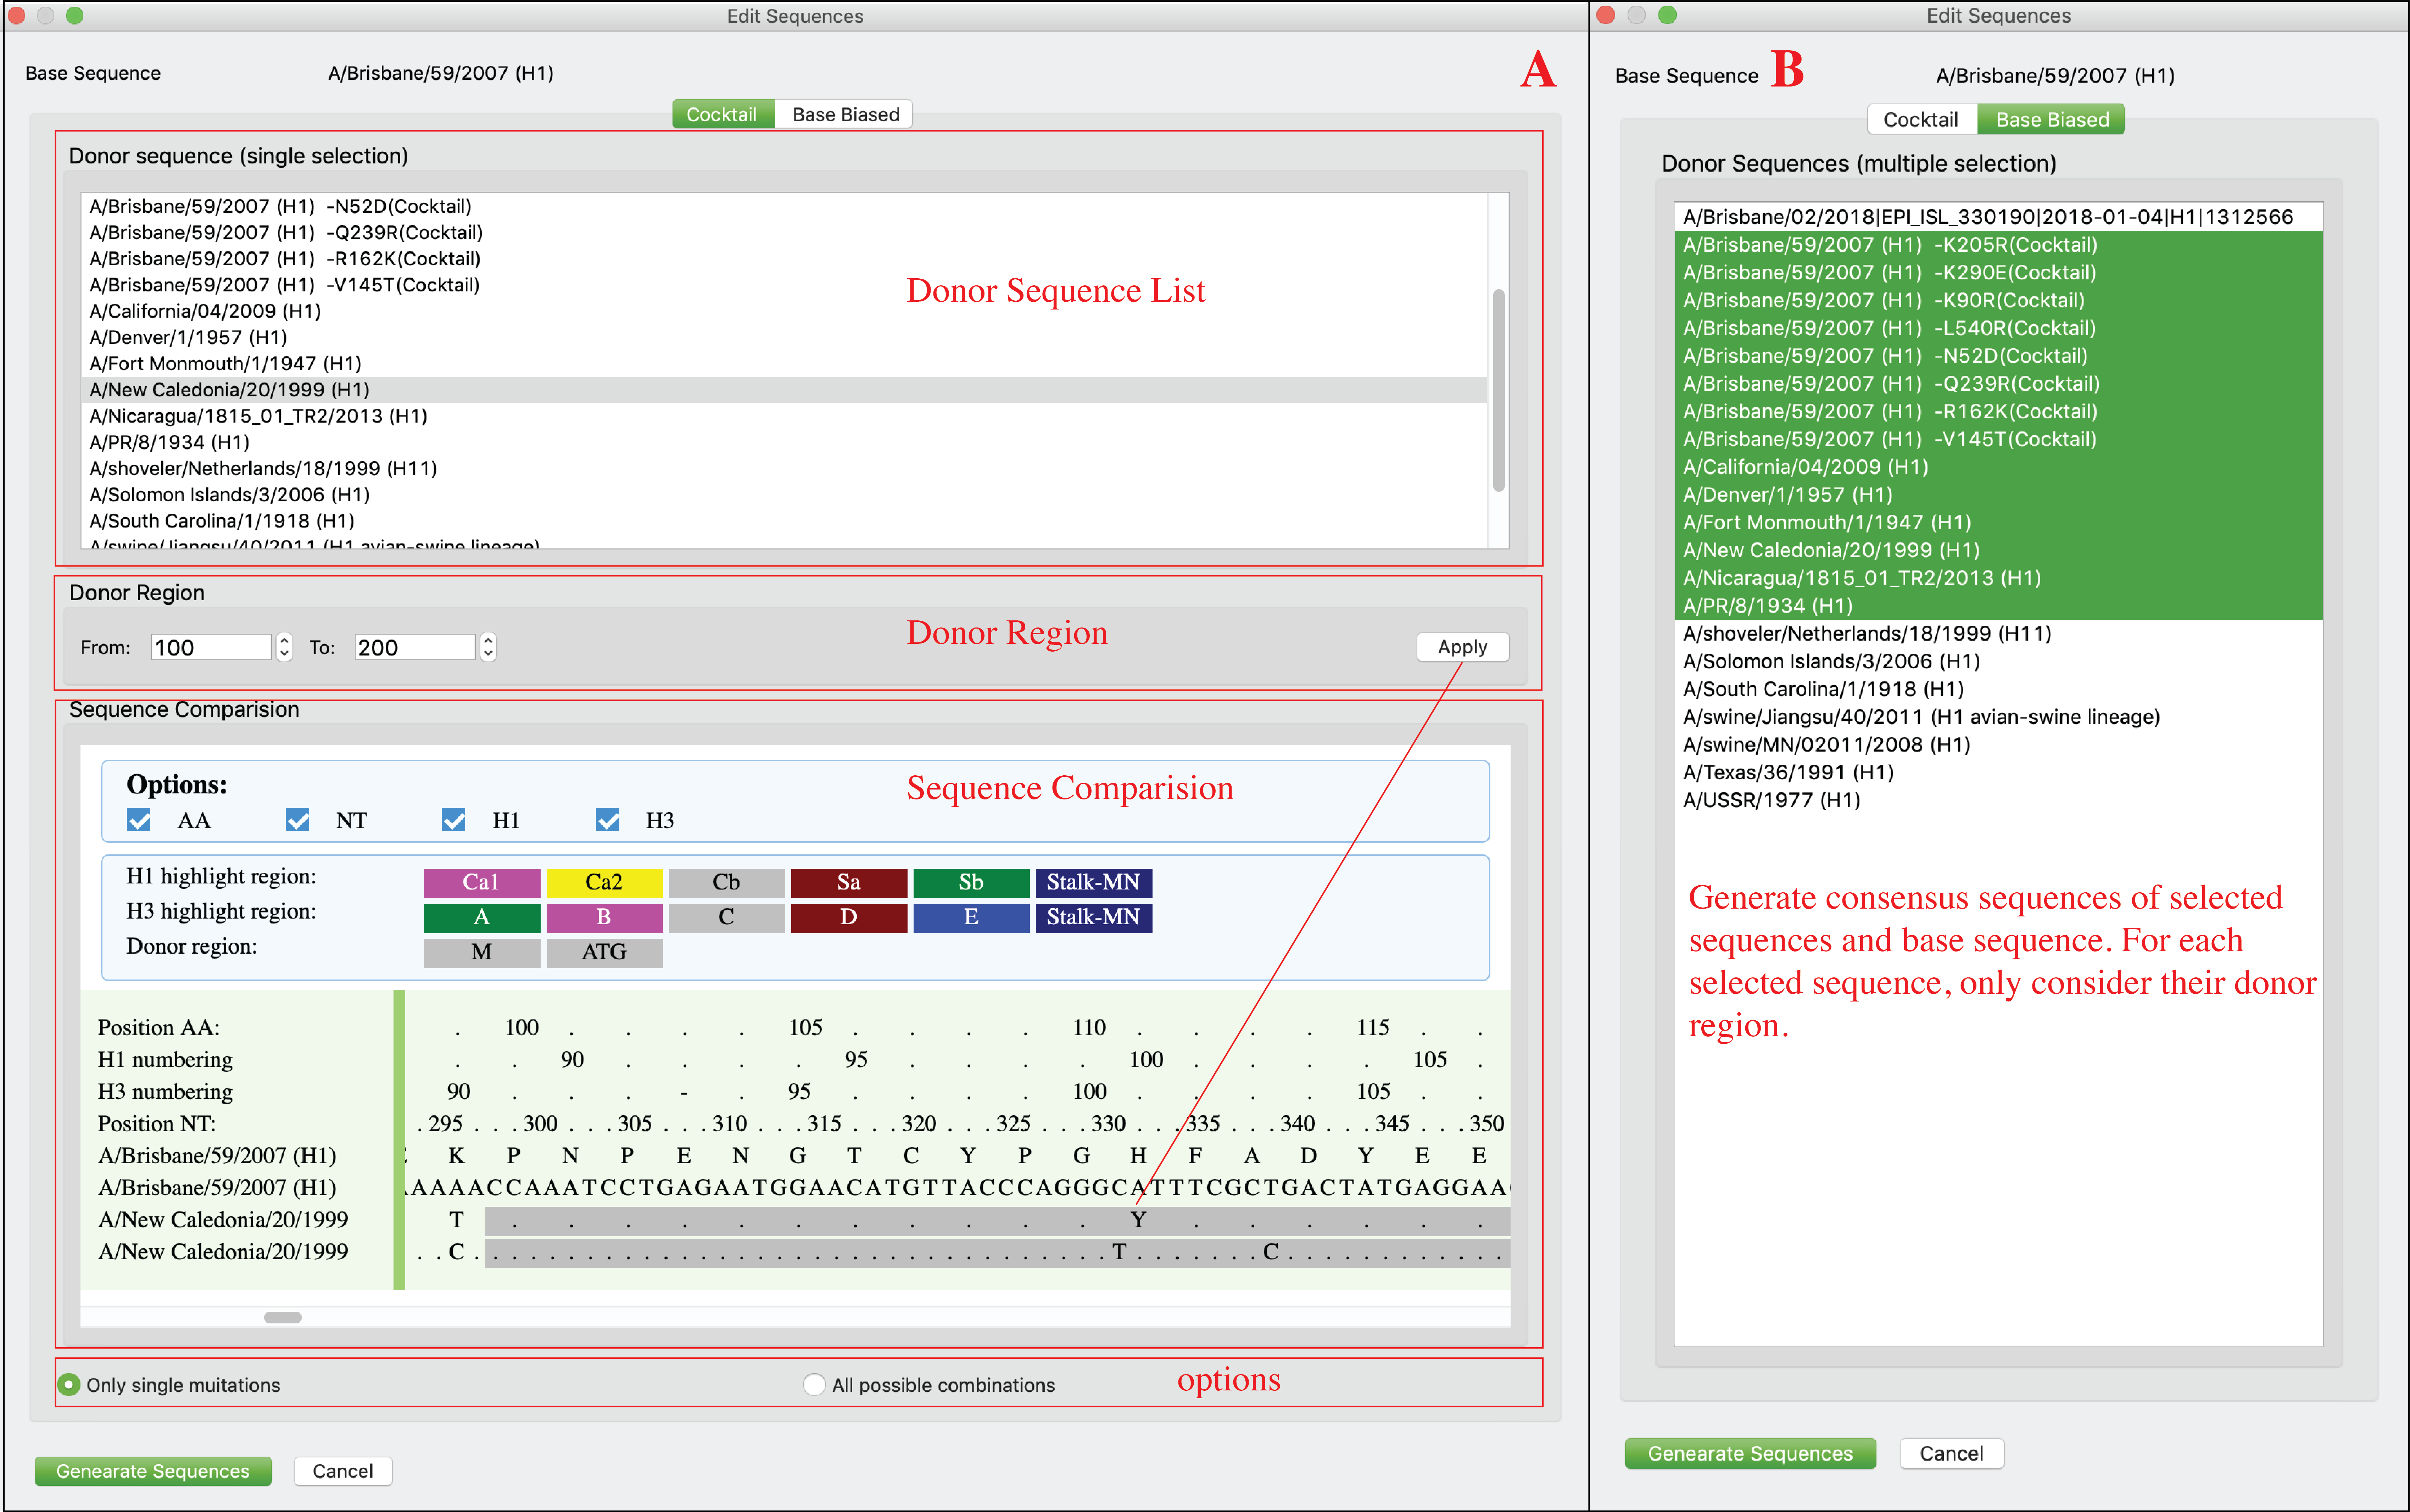 Edit Sequences
Base Sequence A/Brisbane/59/2007 (H1) A
Cocktail Base Biased
Donor sequence (single selection)
A/Brisbane/59/2007 (H1) -N52D(Cocktail)
A/Brisbane/59/2007 (H1) -Q239R(Cocktail)
A/Brisbane/59/2007 (H1) -R162K(Cocktail)
A/Brisbane/59/2007 (H1) -V145T(Cocktail)
Donor Sequence List
A/California/04/2009 (H1)
A/Denver/1/1957 (H1)
A/Fort Monmouth/1/1947 (H1)
A/New Caledonia/20/1999 (H1)
A/Nicaragua/1815_01_TR2/2013 (H1)
A/PR/8/1934 (H1)
A/shoveler/Netherlands/18/1999 (H11)
A/Solomon Islands/3/2006 (H1)
A/South Carolina/1/1918 (H1)
A/swine/Jiangsu/40/2011 (H1 avian-swine lineage)
Donor Region
From: 100 To: 200 Donor Region Apply
Sequence Comparision
Options: Sequence Comparision
AA NT H1 H3
H1 highlight region: Ca1 Ca2 Cb Sa Sb Stalk-MN
H3 highlight region: A B C D E Stalk-MN
Donor region: M ATG
Position AA: . 100 . . . . 105 . . . . 110 . . . . 115 . .
H1 numbering . . 90 . . . . 95 . . . . 100 . . . . 105 .
H3 numbering 90 . . . - . 95 . . . . 100 . . . . 105 . .
Position NT: . 295 . . . 300 . . . 305 . . . 310 . . . 315 . . . 320 . . . 325 . . . 330 . . . 335 . . . 340 . . . 345 . . . 350
A/Brisbane/59/2007 (H1) K P N P E N G T C Y P G H F A D Y E E
A/Brisbane/59/2007 (H1) AAAACCAAATCCTGAGAATGGAACATGTTACCCAGGGCATTTCGCTGACTATGAGGAA
A/New Caledonia/20/1999 T . . . . . . . . . . . Y . . . . . .
A/New Caledonia/20/1999 . . C . . . . . . . . . . . . . . . . . . . . . . . . . . . . . . . . . . T . . . . . . . C . . . . . . . . . . . .
Only single muitations All possible combinations options
Genearate Sequences Cancel
Edit Sequences
Base Sequence B A/Brisbane/59/2007 (H1)
Cocktail Base Biased
Donor Sequences (multiple selection)
A/Brisbane/02/2018|EPI_ISL_330190|2018-01-04|H1|1312566
A/Brisbane/59/2007 (H1) -K205R(Cocktail)
A/Brisbane/59/2007 (H1) -K290E(Cocktail)
A/Brisbane/59/2007 (H1) -K90R(Cocktail)
A/Brisbane/59/2007 (H1) -L540R(Cocktail)
A/Brisbane/59/2007 (H1) -N52D(Cocktail)
A/Brisbane/59/2007 (H1) -Q239R(Cocktail)
A/Brisbane/59/2007 (H1) -R162K(Cocktail)
A/Brisbane/59/2007 (H1) -V145T(Cocktail)
A/California/04/2009 (H1)
A/Denver/1/1957 (H1)
A/Fort Monmouth/1/1947 (H1)
A/New Caledonia/20/1999 (H1)
A/Nicaragua/1815_01_TR2/2013 (H1)
A/PR/8/1934 (H1)
A/shoveler/Netherlands/18/1999 (H11)
A/Solomon Islands/3/2006 (H1)
A/South Carolina/1/1918 (H1)
A/swine/Jiangsu/40/2011 (H1 avian-swine lineage)
A/swine/MN/02011/2008 (H1)
A/Texas/36/1991 (H1)
A/USSR/1977 (H1)
Generate consensus sequences of selected
sequences and base sequence. For each
selected sequence, only consider their donor
region.
Genearate Sequences Cancel